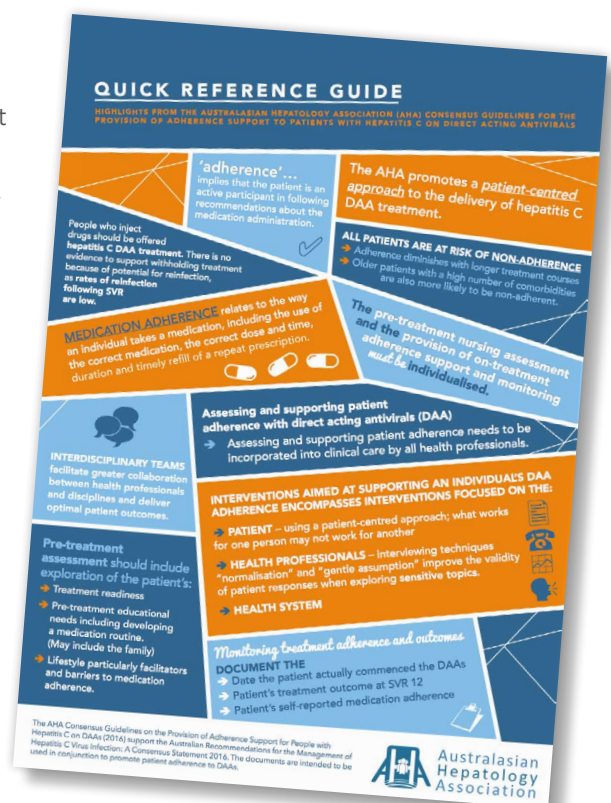 t
QUICK REFERENCE GUIDE
HIGHLIGHTS FROM THE AUSTRALASIAN HEPATOLOGY ASSOCIATION (AHA) CONSENSUS GUIDELINES FOR THE
PROVISION OF ADHERENCE SUPPORT TO PATIENTS WITH HEPATITIS C ON DIRECT ACTING ANTIVIRALS
'adherence'...
implies that the patient is an
active participant in following
recommendations about the
medication administration.
The AHA promotes a patient-centred
approach to the delivery of hepatitis C
DAA treatment.
People who inject
drugs should be offered
hepatitis C DAA treatment. There is no
evidence to support withholding treatment
because of potential for reinfection,
as rates of reinfection
following SVR
are low.
ALL PATIENTS ARE AT RISK OF NON-ADHERENCE
Adherence diminishes with longer treatment courses
Older patients with a high number of comorbidities
are also more likely to be non-adherent.
MEDICATION ADHERENCE relates to the way
an individual takes a medication, including the use of
the correct medication, the correct dose and time,
duration and timely refill of a repeat prescription.
The pre-treatment nursing assessment
and the provision of on-treatment
adherence support and monitoring
must be individualised.
INTERDISCIPLINARY TEAMS
facilitate greater collaboration
between health professionals
and disciplines and deliver
optimal patient outcomes.
Assessing and supporting patient
adherence with direct acting antivirals (DAA)
Assessing and supporting patient adherence needs to be
incorporated into clinical care by all health professionals.
INTERVENTIONS AIMED AT SUPPORTING AN INDIVIDUAL'S DAA
ADHERENCE ENCOMPASSES INTERVENTIONS FOCUSED ON THE:
PATIENT – using a patient-centred approach; what works
for one person may not work for another
HEALTH PROFESSIONALS – interviewing techniques
"normalisation" and "gentle assumption" improve the validity
of patient responses when exploring sensitive topics.
HEALTH SYSTEM
Pre-treatment
assessment should include
exploration of the patient's:
Treatment readiness
Pre-treatment educational
needs including developing
a medication routine.
(May include the family)
Lifestyle particularly facilitators
and barriers to medication
adherence.
Monitoring treatment adherence and outcomes
DOCUMENT THE
Date the patient actually commenced the DAAs
Patient's treatment outcome at SVR 12
Patient's self-reported medication adherence
The AHA Consensus Guidelines on the Provision of Adherence Support for People with
Hepatitis C on DAAs (2016) support the Australian Recommendations for the Management of
Hepatitis C Virus Infection: A Consensus Statement 2016. The documents are intended to be
used in conjunction to promote patient adherence to DAAs.
AHA
Australasian
Hepatology
Association